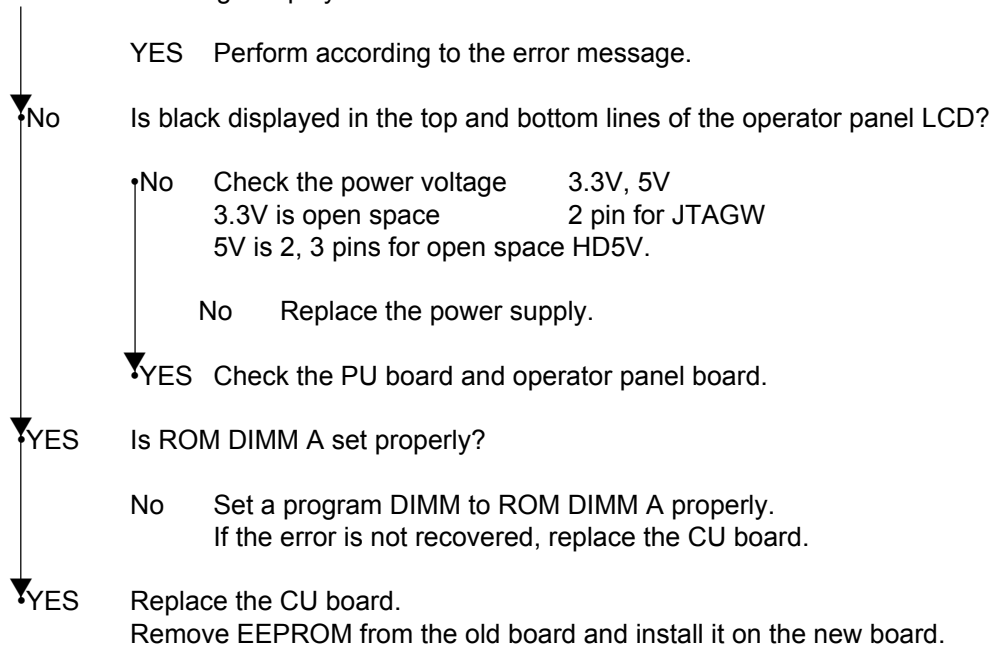 YES Perform according to the error message.
No Is black displayed in the top and bottom lines of the operator panel LCD?
No Check the power voltage 3.3V, 5V
3.3V is open space 2 pin for JTAGW
5V is 2, 3 pins for open space HD5V.
No Replace the power supply.
YES Check the PU board and operator panel board.
YES Is ROM DIMM A set properly?
No Set a program DIMM to ROM DIMM A properly.
If the error is not recovered, replace the CU board.
YES Replace the CU board.
Remove EEPROM from the old board and install it on the new board.